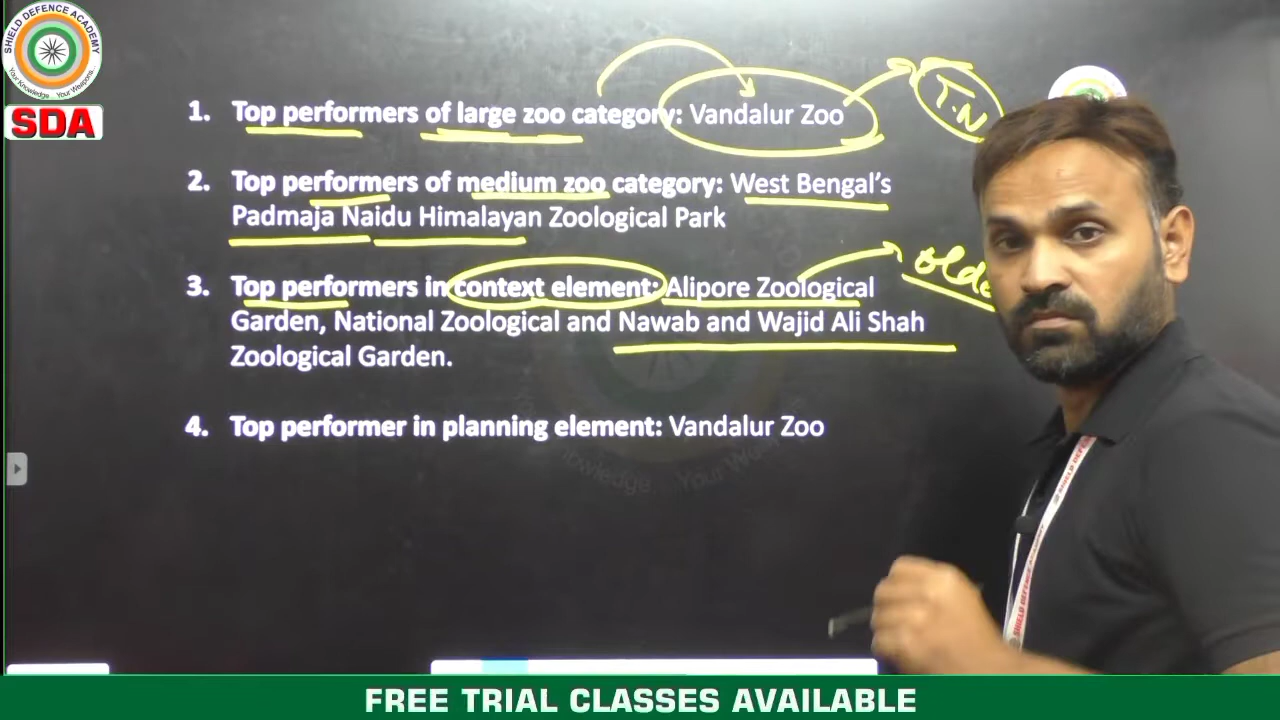 SHIELD DEFENCE ACADEMY
Your Knowledge... Your Weapons...
SDA
1. Top performers of large zoo category: Vandalur Zoo
T.N
2. Top performers of medium zoo category: West Bengal's
Padmaja Naidu Himalayan Zoological Park
3. Top performers in context element: Alipore Zoological
olde
Garden, National Zoological and Nawab and Wajid Ali Shah
Zoological Garden.
4. Top performer in planning element: Vandalur Zoo
FREE TRIAL CLASSES AVAILABLE